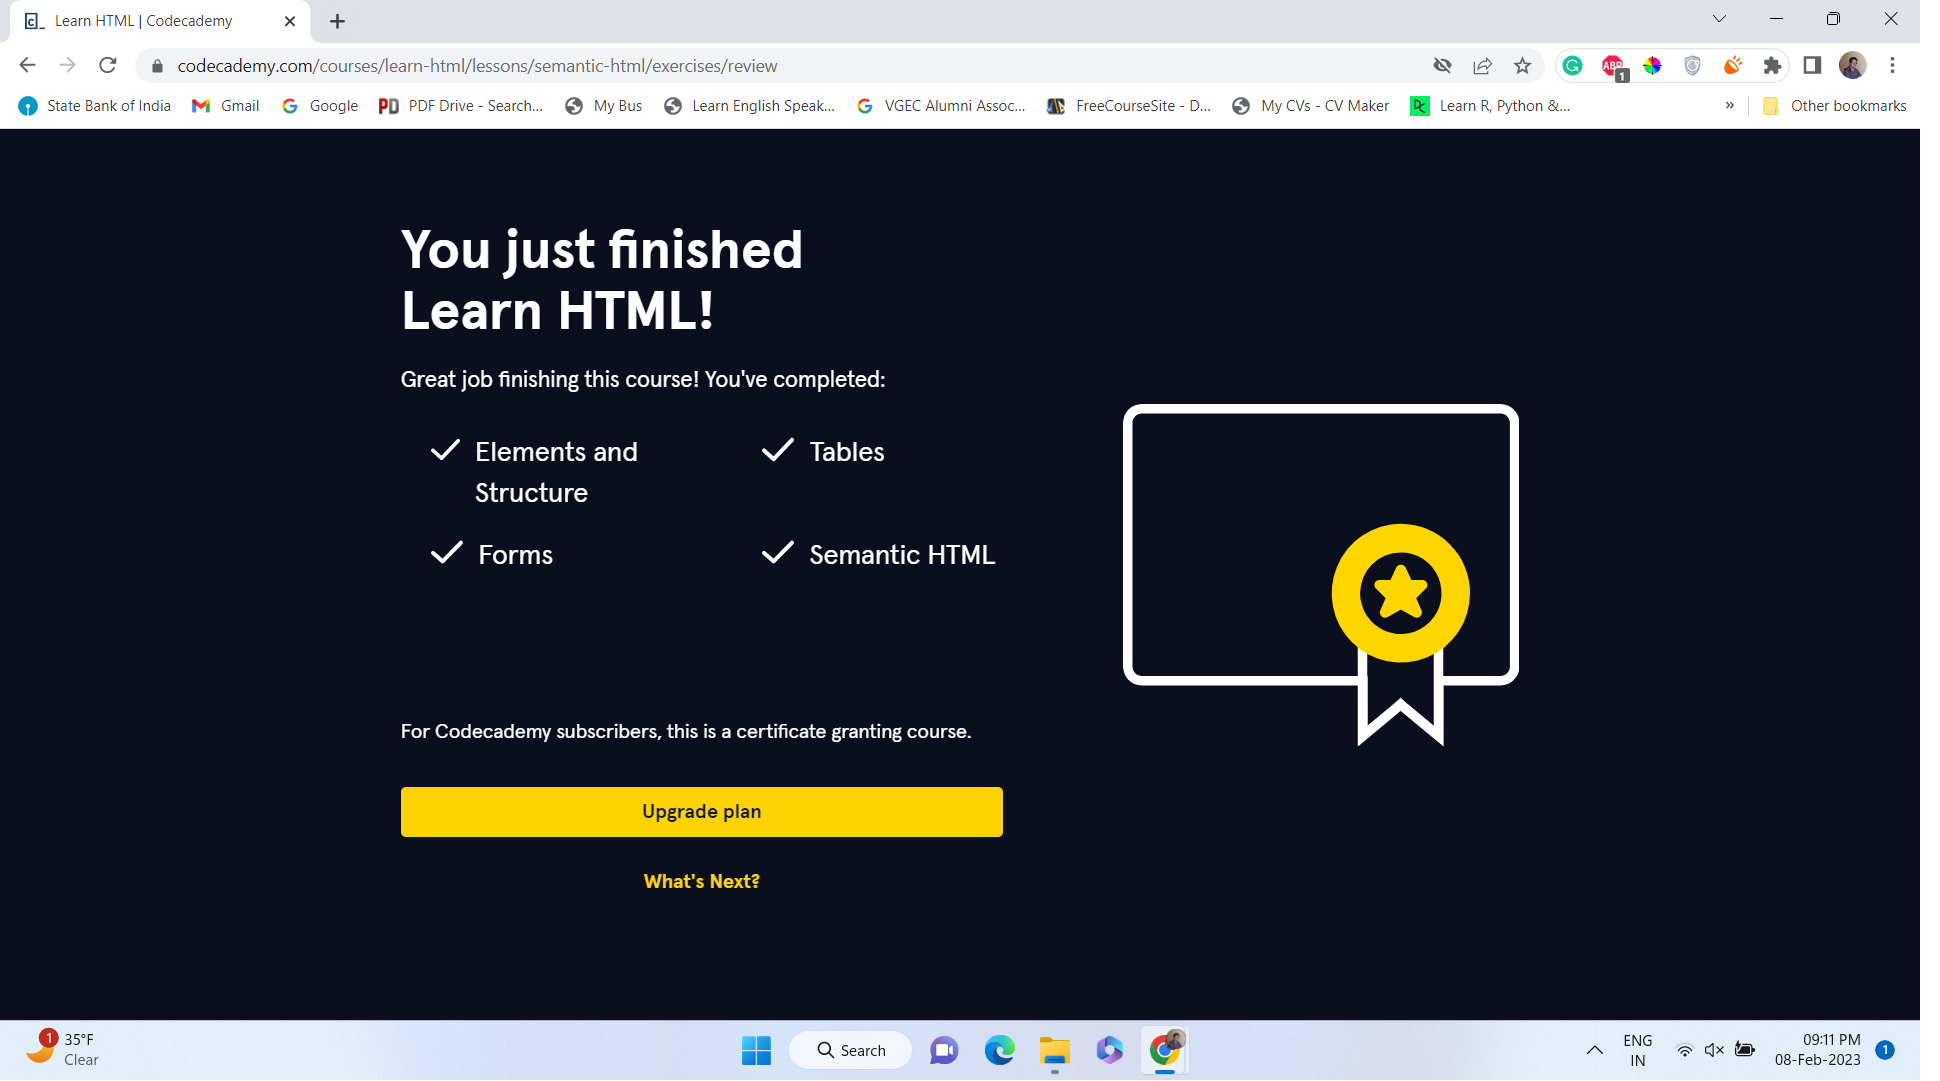 Learn HTML | Codecademy
codecademy.com/courses/learn-html/lessons/semantic-html/exercises/review
ABP
1
State Bank of India
Gmail
Google
PD
PDF Drive - Search...
My Bus
Learn English Speak...
VGEC Alumni Assoc...
FreeCourseSite - D...
My CVs - CV Maker
Learn R, Python &...
»
Other bookmarks
You just finished
Learn HTML!
Great job finishing this course! You've completed:
Elements and
Structure
Tables
Forms
Semantic HTML
For Codecademy subscribers, this is a certificate granting course.
Upgrade plan
What's Next?
1
35°F
Clear
Search
ENG
IN
09:11 PM
08-Feb-2023
1